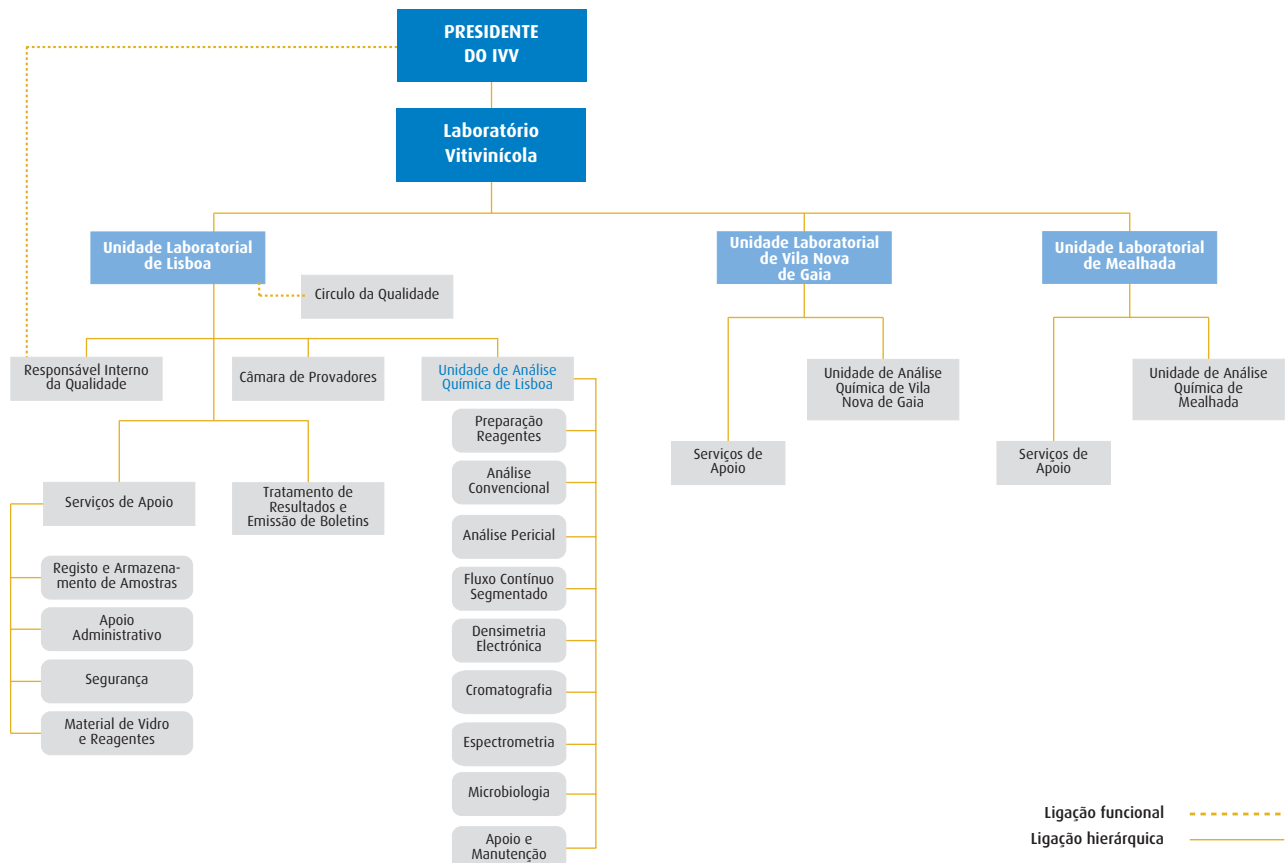 PRESIDENTE
DO IVV
Laboratório
Vitivinícola
Unidade Laboratorial
de Lisboa
Unidade Laboratorial
de Vila Nova
de Gaia
Unidade Laboratorial
de Mealhada
Circulo da Qualidade
Responsável Interno
da Qualidade
Câmara de Provadores
Unidade de Análise
Química de Lisboa
Unidade de Análise
Química de Vila
Nova de Gaia
Unidade de Análise
Química de
Mealhada
Preparação
Reagentes
Análise
Convencional
Análise Pericial
Fluxo Contínuo
Segmentado
Densimetria
Electrónica
Cromatografia
Espectrometria
Microbiologia
Apoio e
Manutenção
Serviços de
Apoio
Serviços de
Apoio
Serviços de Apoio
Tratamento de
Resultados e
Emissão de Boletins
Registo e Armazena-
mento de Amostras
Apoio
Administrativo
Segurança
Material de Vidro
e Reagentes
Ligação funcional
Ligação hierárquica